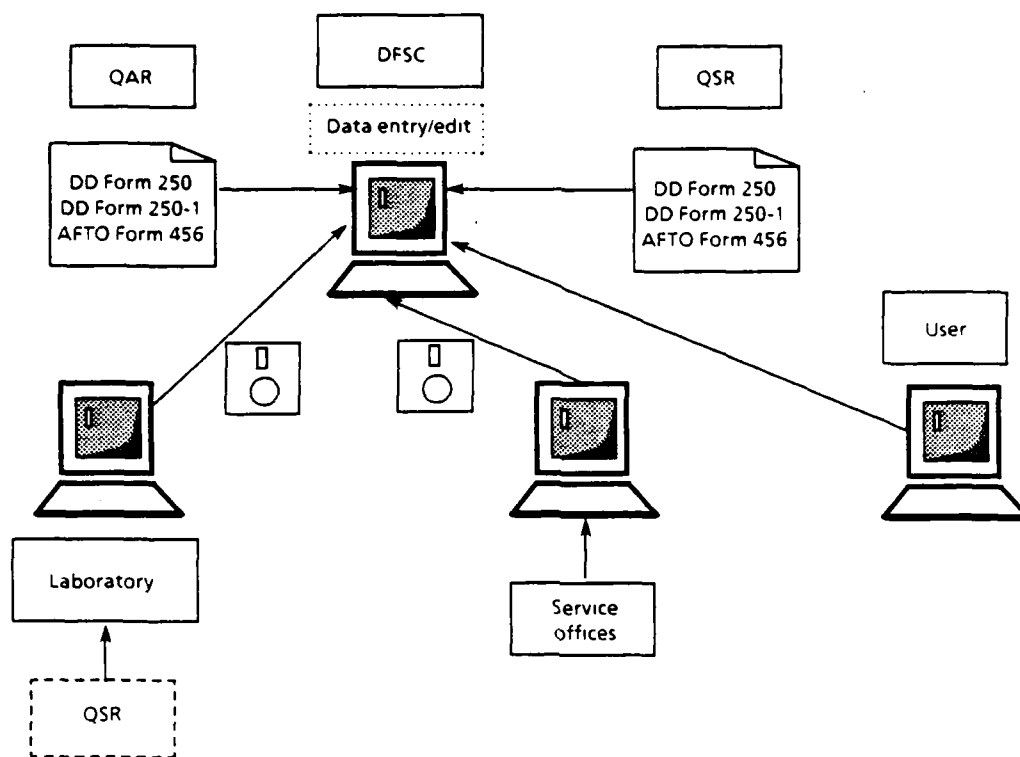 DFSC
QAR
QSR
Data entry/edit
DD Form 250
DD Form 250-1
AFTO Form 456
DD Form 250
DD Form 250-1
AFTO Form 456
User
Laboratory
Service
offices
QSR